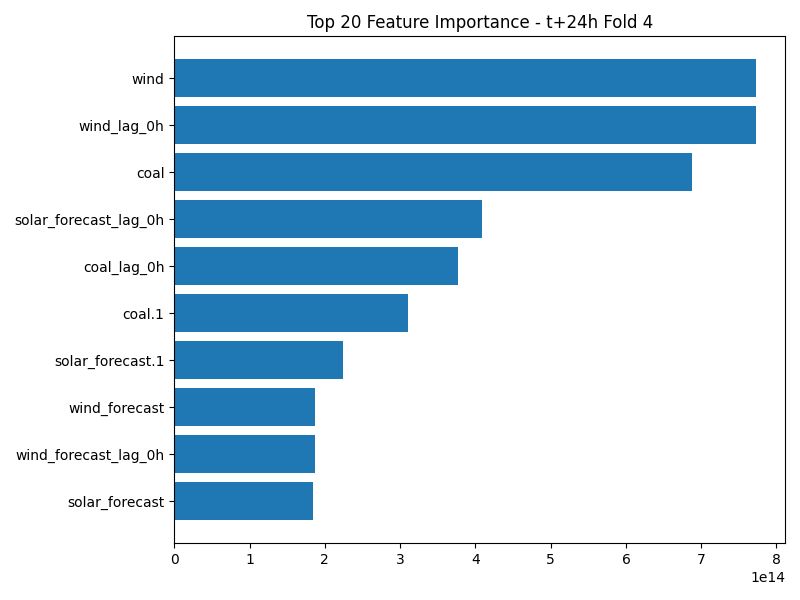 Top 20 Feature Importance - t+24h Fold 4
wind
wind_lag_0h
coal
solar_forecast_lag_0h
coal_lag_0h
coal.1
solar_forecast.1
wind_forecast
wind_forecast_lag_0h
solar_forecast
0 1 2 3 4 5 6 7 8
1e14